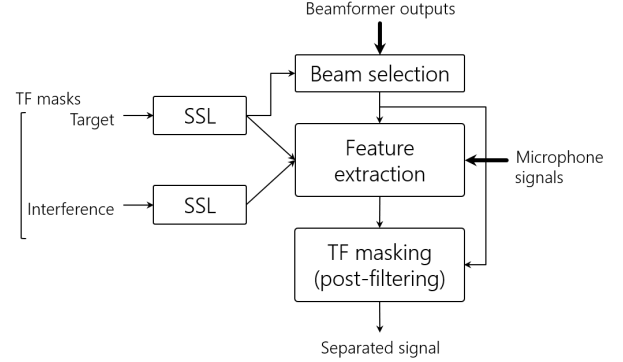 Beamformer outputs
Beam selection
TF masks
Target
SSL
Feature
extraction
Microphone
signals
Interference
SSL
TF masking
(post-filtering)
Separated signal